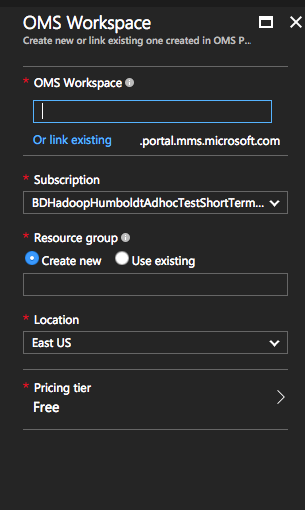 OMS Workspace
Create new or link existing one created in OMS P...
* OMS Workspace
Or link existing .portal.mms.microsoft.com
* Subscription
BDHadoopHumboldtAdhocTestShortTerm...
* Resource group
Create new Use existing
* Location
East US
* Pricing tier
Free